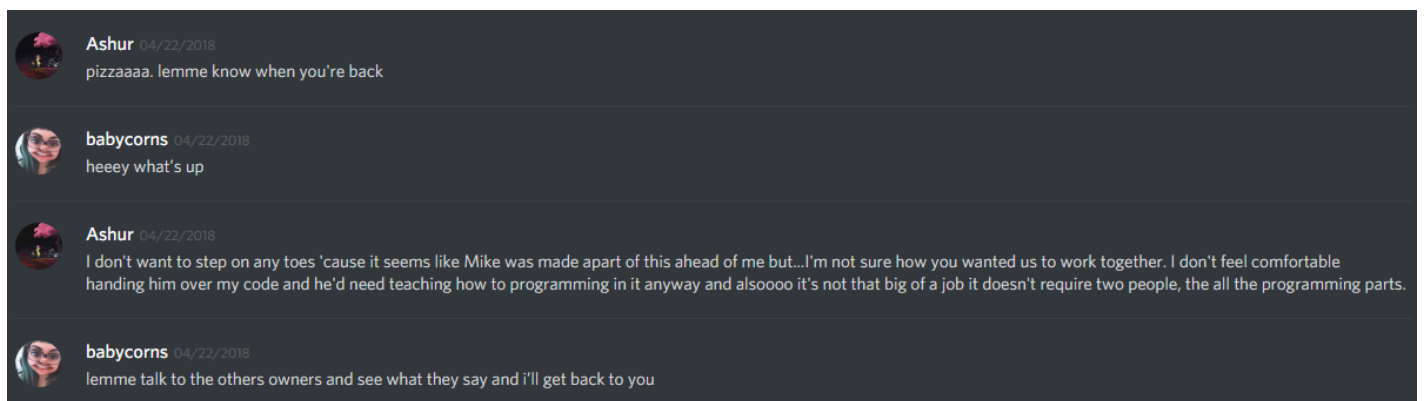 Ashur 04/22/2018
pizzaaaa. lemme know when you're back
babycorns 04/22/2018
heeey what's up
Ashur 04/22/2018
I don't want to step on any toes 'cause it seems like Mike was made apart of this ahead of me but...I'm not sure how you wanted us to work together. I don't feel comfortable
handing him over my code and he'd need teaching how to programming in it anyway and alsoooo it's not that big of a job it doesn't require two people, the all the programming parts.
babycorns 04/22/2018
lemme talk to the others owners and see what they say and i'll get back to you